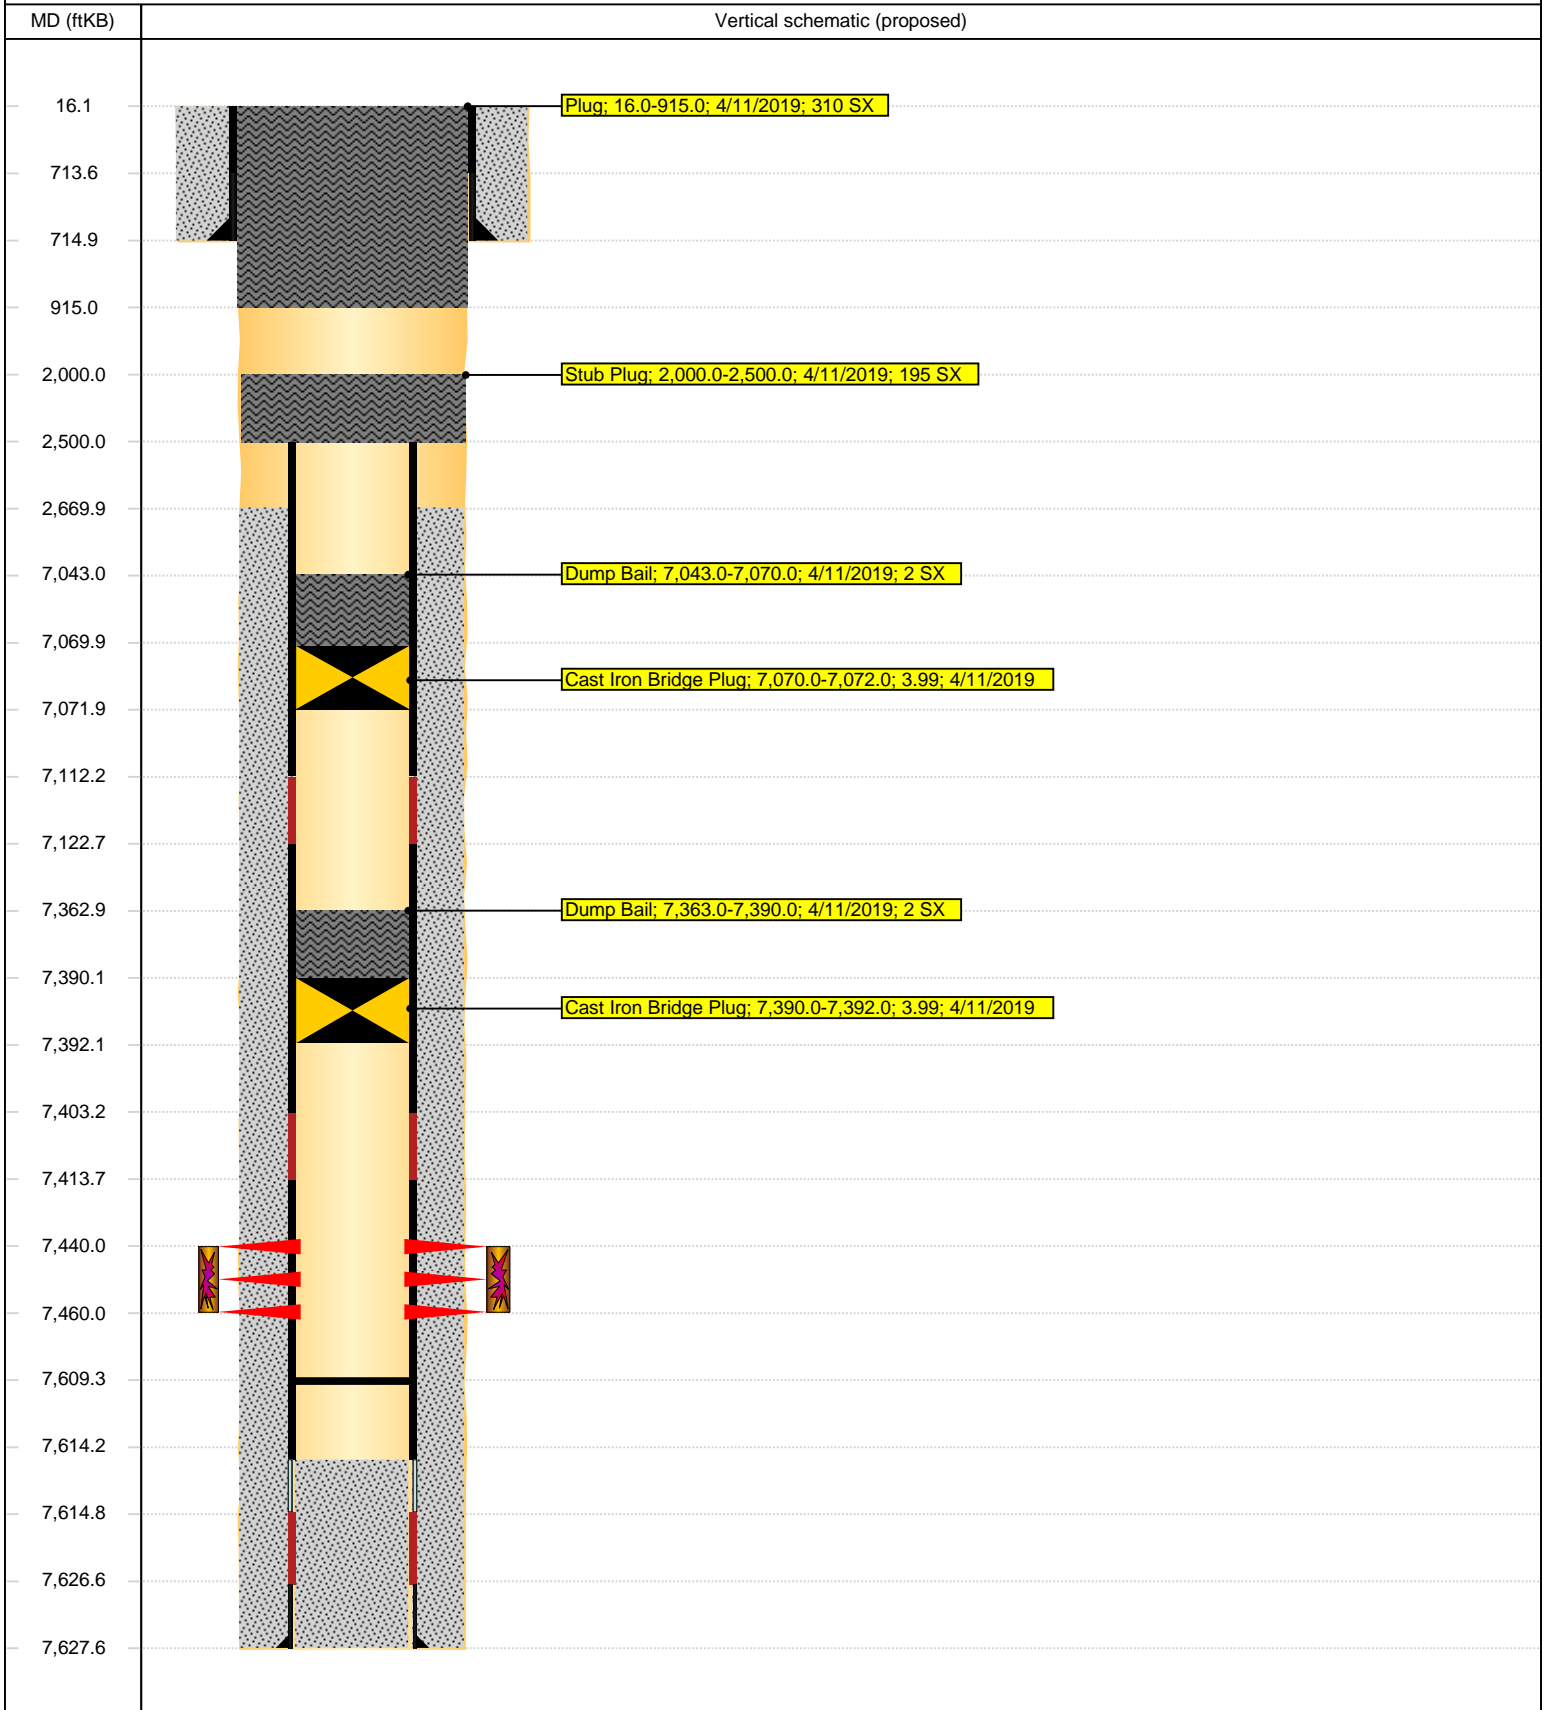 MD (ftKB) Vertical schematic (proposed)
16.1 Plug; 16.0-915.0; 4/11/2019; 310 SX
713.6
714.9
915.0
2,000.0 Stub Plug; 2,000.0-2,500.0; 4/11/2019; 195 SX
2,500.0
2,669.9
7,043.0 Dump Bail; 7,043.0-7,070.0; 4/11/2019; 2 SX
7,069.9
Cast Iron Bridge Plug; 7,070.0-7,072.0; 3.99; 4/11/2019
7,071.9
7,112.2
7,122.7
7,362.9 Dump Bail; 7,363.0-7,390.0; 4/11/2019; 2 SX
7,390.1
Cast Iron Bridge Plug; 7,390.0-7,392.0; 3.99; 4/11/2019
7,392.1
7,403.2
7,413.7
7,440.0
7,460.0
7,609.3
7,614.2
7,614.8
7,626.6
7,627.6